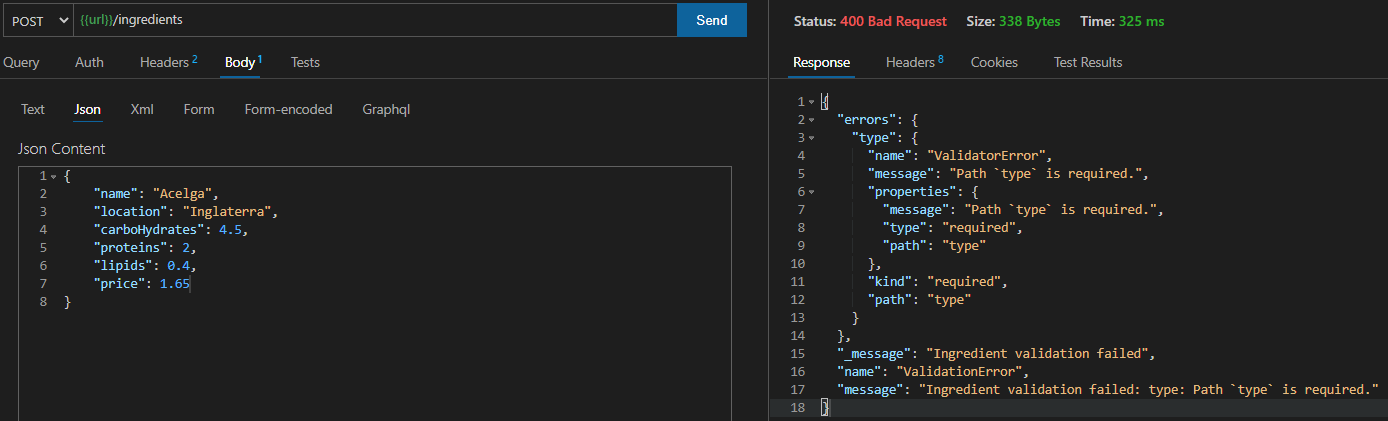 POST {{url}}/ingredients Send
Query Auth Headers 2 Body 1 Tests
Text Json Xml Form Form-encoded Graphql
Json Content
1 {
2 "name": "Acelga",
3 "location": "Inglaterra",
4 "carboHydrates": 4.5,
5 "proteins": 2,
6 "lipids": 0.4,
7 "price": 1.65
8 }
Status: 400 Bad Request Size: 338 Bytes Time: 325 ms
Response Headers 8 Cookies Test Results
1 {
2 "errors": {
3 "type": {
4 "name": "ValidatorError",
5 "message": "Path `type` is required.",
6 "properties": {
7 "message": "Path `type` is required.",
8 "type": "required",
9 "path": "type"
10 },
11 "kind": "required",
12 "path": "type"
13 }
14 },
15 "_message": "Ingredient validation failed",
16 "name": "ValidationError",
17 "message": "Ingredient validation failed: type: Path `type` is required."
18 }